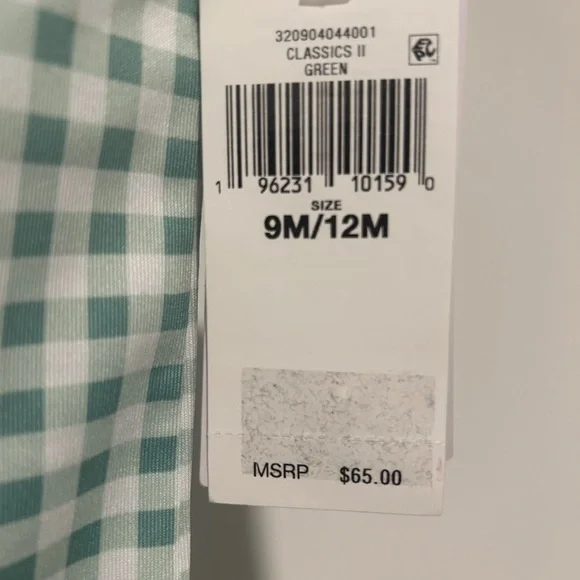 320904044001
CLASSICS II
GREEN
1 96231 10159 0
SIZE
9M/12M
MSRP $65.00